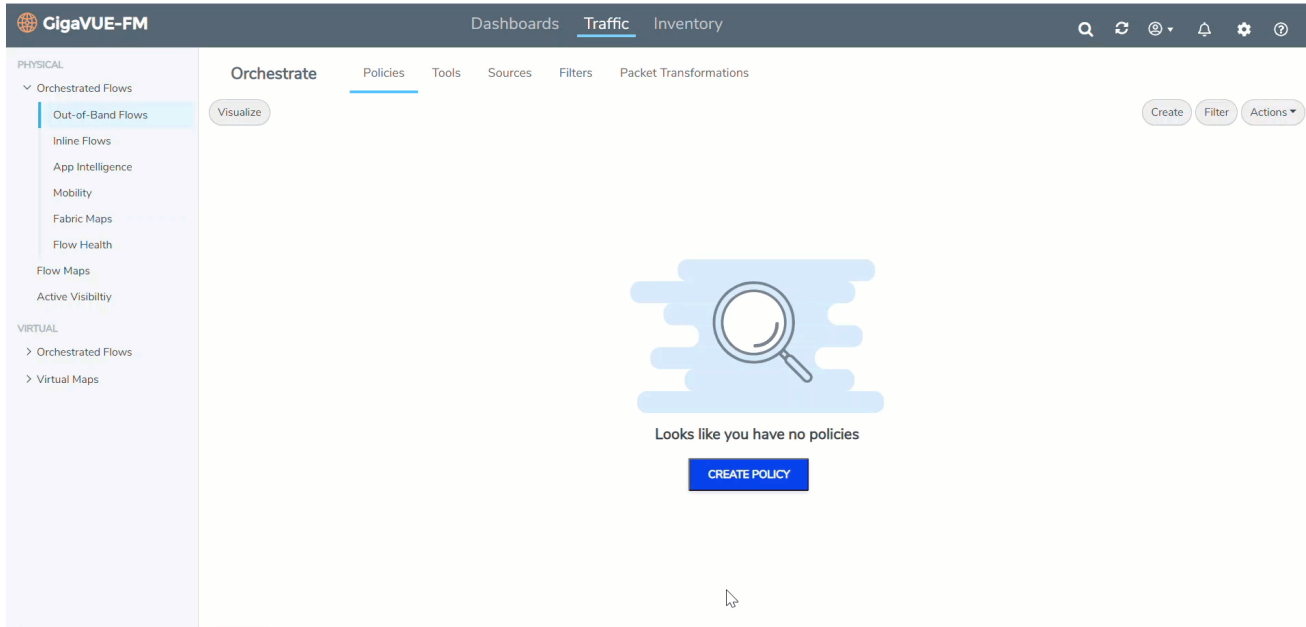 GigaVUE-FM
Dashboards Traffic Inventory
PHYSICAL
Orchestrated Flows
Out-of-Band Flows
Inline Flows
App Intelligence
Mobility
Fabric Maps
Flow Health
Flow Maps
Active Visibiltiy
VIRTUAL
Orchestrated Flows
Virtual Maps
Orchestrate Policies Tools Sources Filters Packet Transformations
Visualize Create Filter Actions
Looks like you have no policies
CREATE POLICY